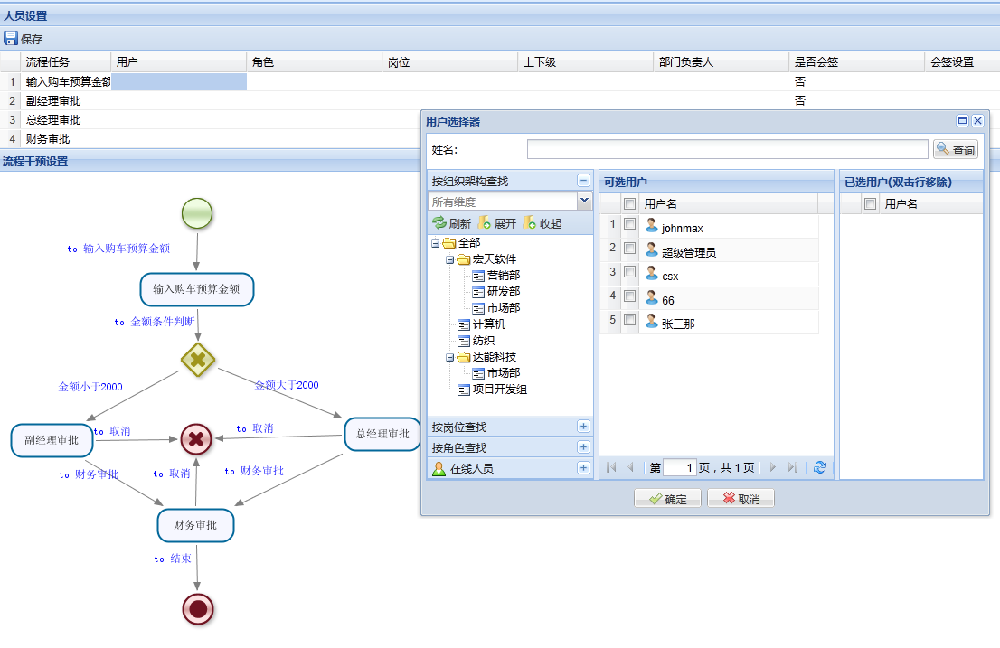 人员设置
保存
流程任务 用户 角色 岗位 上下级 部门负责人 是否会签 会签设置
1 输入购车预算金额 否
2 副经理审批 否
3 总经理审批
4 财务审批
流程干预设置
to 输入购车预算金额
输入购车预算金额
to 金额条件判断
金额小于2000
金额大于2000
副经理审批
to 取消
to 取消
总经理审批
to 财务审批
to 取消
to 财务审批
财务审批
to 结束
用户选择器
姓名:
查询
按组织架构查找
所有维度
刷新 展开 收起
全部
宏天软件
营销部
研发部
市场部
计算机
纺织
达能科技
市场部
项目开发组
按岗位查找
按角色查找
在线人员
可选用户
用户名
1 johnmax
2 超级管理员
3 csx
4 66
5 张三那
第 1 页,共 1 页
已选用户(双击行移除)
用户名
确定 取消